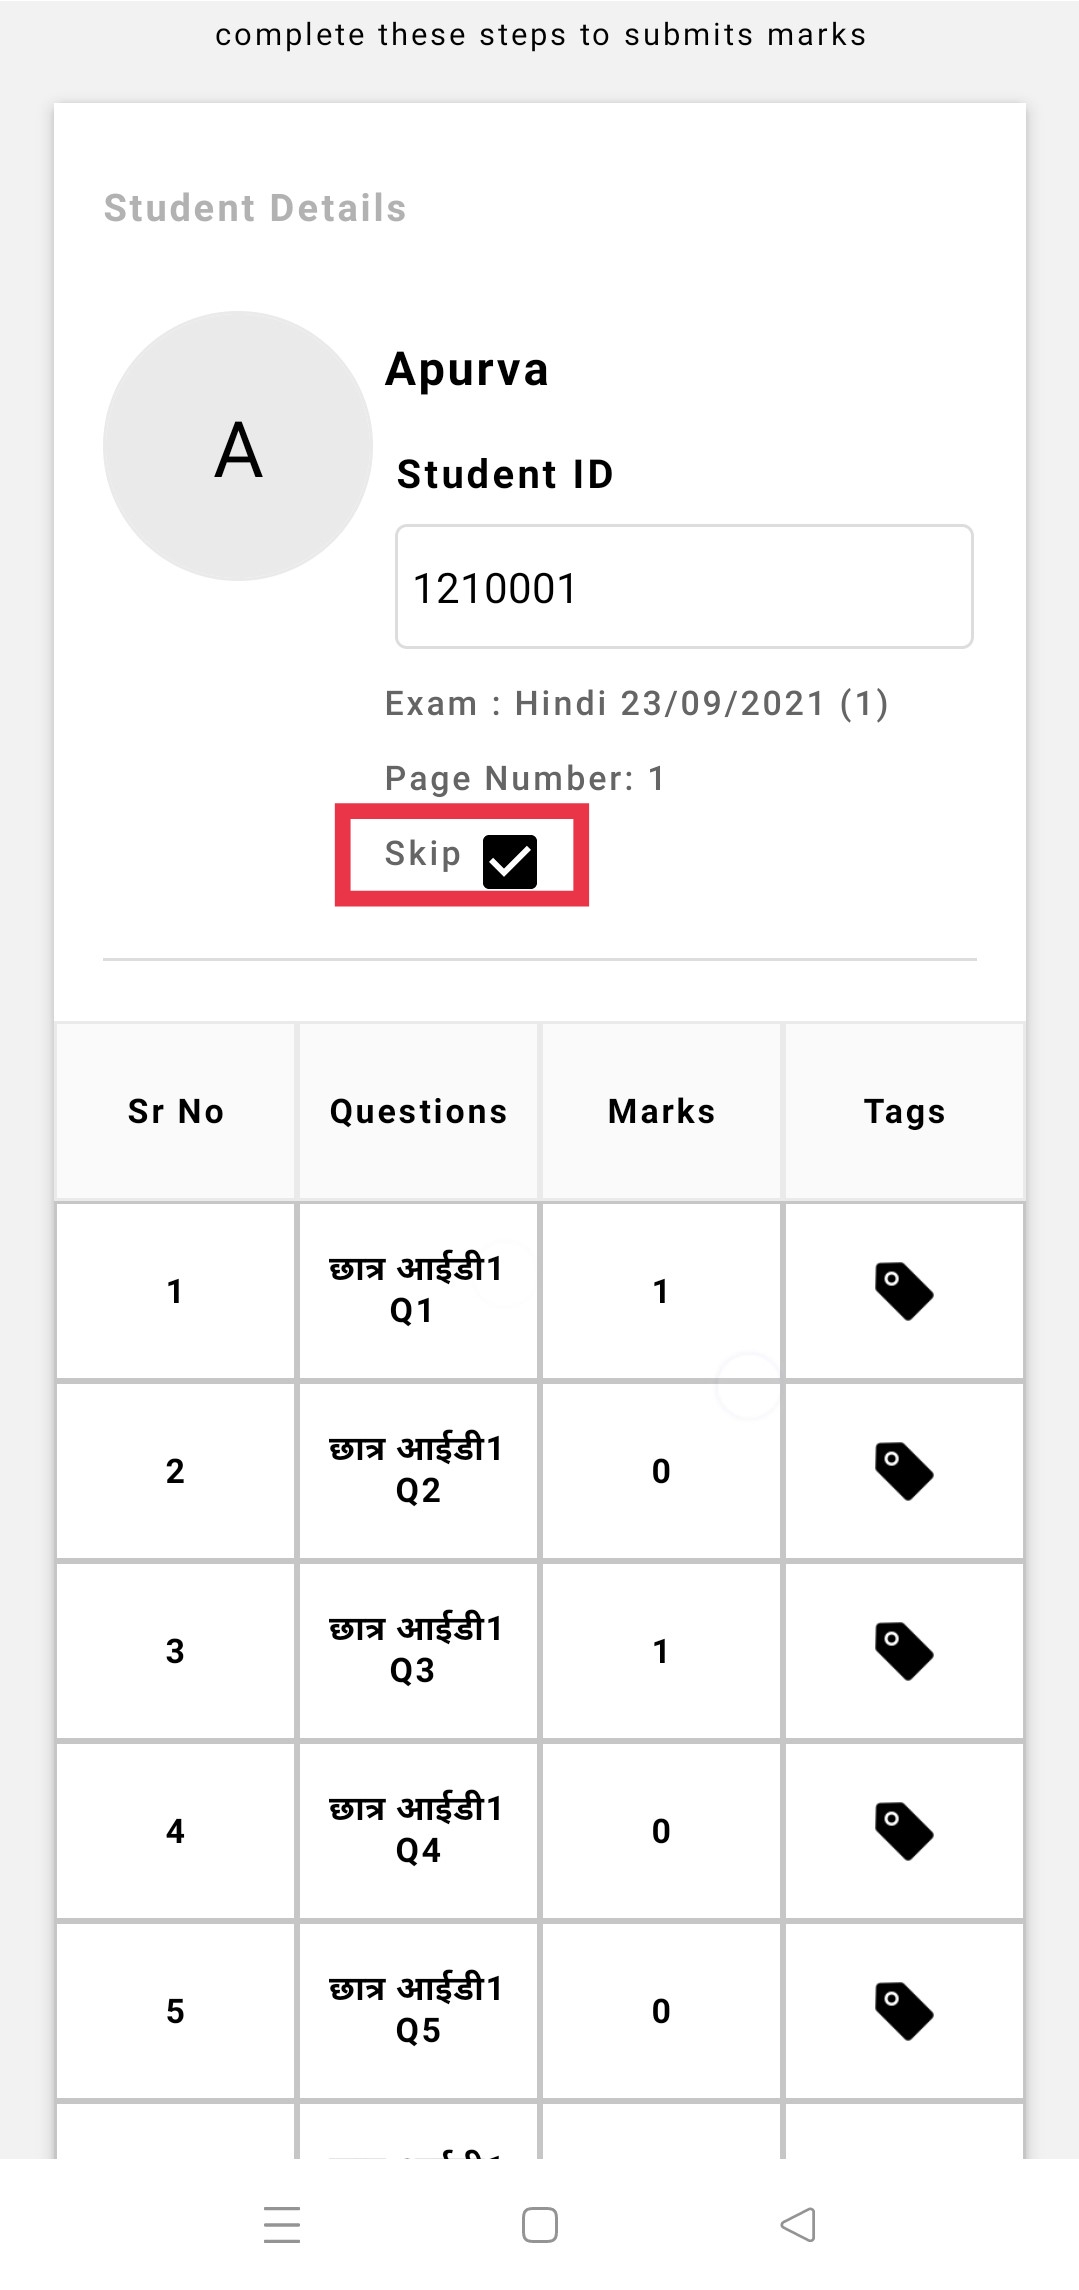 complete these steps to submits marks
Student Details
A
Apurva
Student ID
1210001
Exam : Hindi 23/09/2021 (1)
Page Number: 1
Skip
Sr No Questions Marks Tags
1 छात्र आईडी1 Q1 1
2 छात्र आईडी1 Q2 0
3 छात्र आईडी1 Q3 1
4 छात्र आईडी1 Q4 0
5 छात्र आईडी1 Q5 0